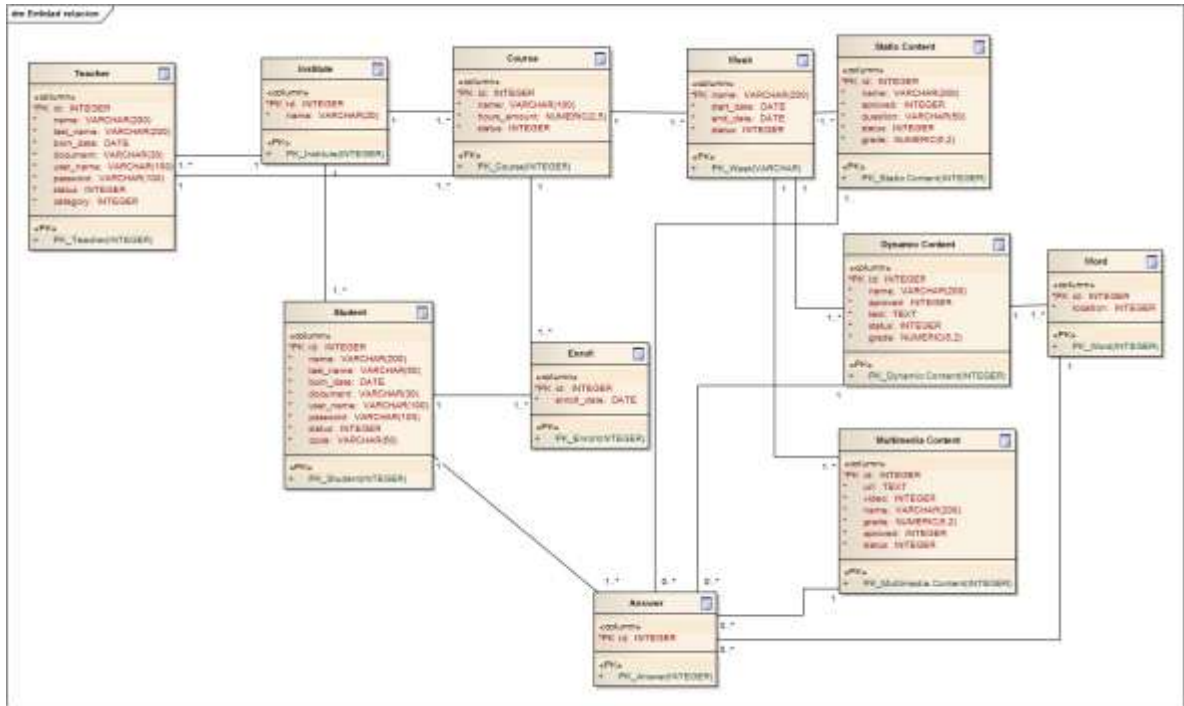 dm Entidad relacion
Teacher
«column»
*PK id: INTEGER
* name: VARCHAR(200)
* last_name: VARCHAR(200)
* born_date: DATE
* document: VARCHAR(20)
* user_name: VARCHAR(100)
* password: VARCHAR(100)
* status: INTEGER
* category: INTEGER
«PK»
+ PK_Teacher(INTEGER)
Institute
«column»
*PK id: INTEGER
* name: VARCHAR(20)
«PK»
+ PK_Institute(INTEGER)
Course
«column»
*PK id: INTEGER
* name: VARCHAR(100)
* hours_amount: NUMERIC(2,5)
* status: INTEGER
«PK»
+ PK_Course(INTEGER)
Week
«column»
*PK name: VARCHAR(200)
* start_date: DATE
* end_date: DATE
* status: INTEGER
«PK»
+ PK_Week(VARCHAR)
Static Content
«column»
*PK id: INTEGER
* name: VARCHAR(200)
* aproved: INTEGER
* question: VARCHAR(50)
* status: INTEGER
* grade: NUMERIC(5,2)
«PK»
+ PK_Static Content(INTEGER)
Dynamic Content
«column»
*PK id: INTEGER
* name: VARCHAR(200)
* aproved: INTEGER
* text: TEXT
* status: INTEGER
* grade: NUMERIC(5,2)
«PK»
+ PK_Dynamic Content(INTEGER)
Word
«column»
*PK id: INTEGER
* location: INTEGER
«PK»
+ PK_Word(INTEGER)
Student
«column»
*PK id: INTEGER
* name: VARCHAR(200)
* last_name: VARCHAR(50)
* born_date: DATE
* document: VARCHAR(30)
* user_name: VARCHAR(100)
* password: VARCHAR(100)
* status: INTEGER
* code: VARCHAR(50)
«PK»
+ PK_Student(INTEGER)
Enroll
«column»
*PK id: INTEGER
* enroll_date: DATE
«PK»
+ PK_Enroll(INTEGER)
Multimedia Content
«column»
*PK id: INTEGER
* url: TEXT
* video: INTEGER
* name: VARCHAR(200)
* grade: NUMERIC(5,2)
* aproved: INTEGER
* status: INTEGER
«PK»
+ PK_Multimedia Content(INTEGER)
Answer
«column»
*PK id: INTEGER
«PK»
+ PK_Answer(INTEGER)